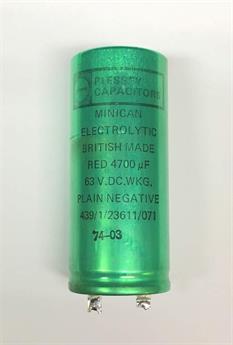 PLESSEY
CAPACITORS
MINICAN
ELECTROLYTIC
BRITISH MADE
RED 4700 µF
63 V.DC.WKG.
PLAIN NEGATIVE
439/1/23611/071
74-03